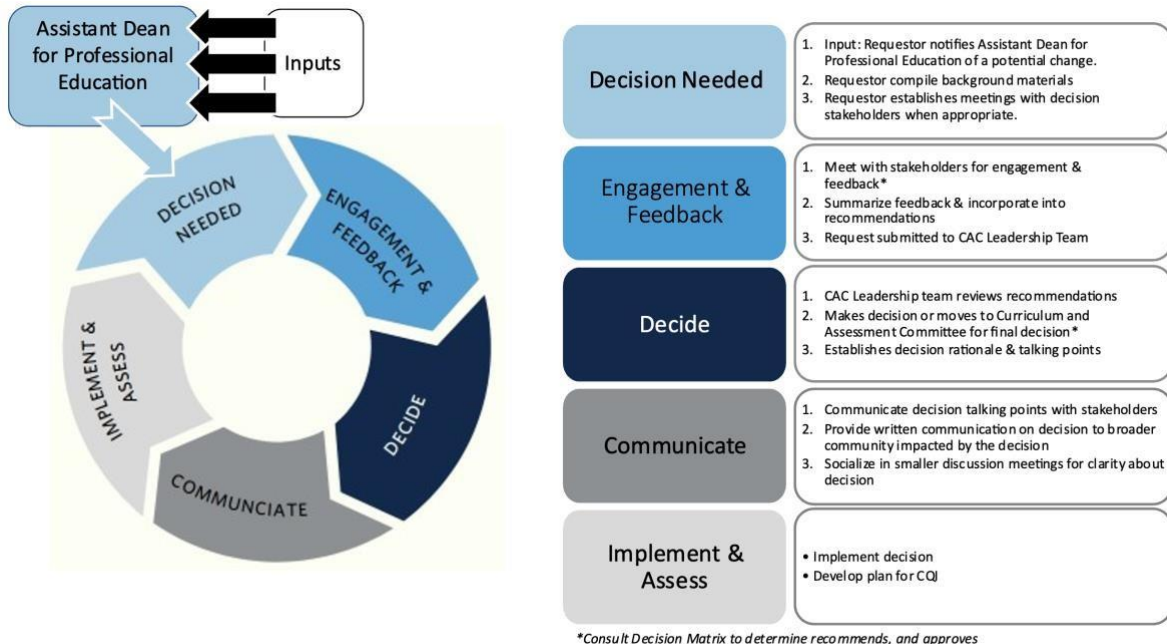 Assistant Dean
for Professional
Education
Inputs
DECISION
NEEDED
ENGAGEMENT &
FEEDBACK
DECIDE
COMMUNCIATE
IMPLEMENT &
ASSESS
Decision Needed
1. Input: Requestor notifies Assistant Dean for
Professional Education of a potential change.
2. Requestor compile background materials
3. Requestor establishes meetings with decision
stakeholders when appropriate.
Engagement &
Feedback
1. Meet with stakeholders for engagement &
feedback*
2. Summarize feedback & incorporate into
recommendations
3. Request submitted to CAC Leadership Team
Decide
1. CAC Leadership team reviews recommendations
2. Makes decision or moves to Curriculum and
Assessment Committee for final decision*
3. Establishes decision rationale & talking points
Communicate
1. Communicate decision talking points with stakeholders
2. Provide written communication on decision to broader
community impacted by the decision
3. Socialize in smaller discussion meetings for clarity about
decision
Implement &
Assess
• Implement decision
• Develop plan for CQI
*Consult Decision Matrix to determine recommends, and approves